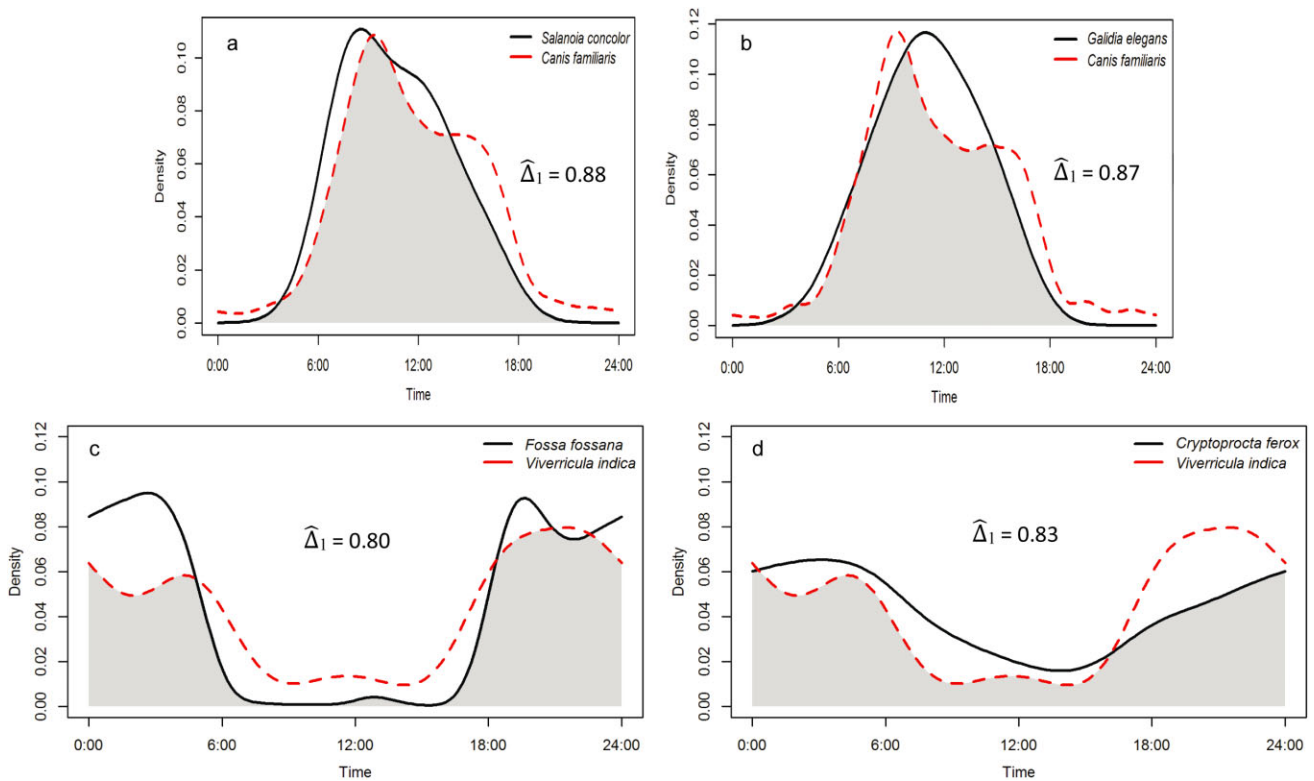 a
Salanoia concolor
Canis familiaris
Δ̂₁ = 0.88
Density
0.00 0.02 0.04 0.06 0.08 0.10
0:00 6:00 12:00 18:00 24:00
Time
b
Galidia elegans
Canis familiaris
Δ̂₁ = 0.87
Density
0.00 0.02 0.04 0.06 0.08 0.10 0.12
0:00 6:00 12:00 18:00 24:00
Time
c
Fossa fossana
Viverricula indica
Δ̂₁ = 0.80
Density
0.00 0.02 0.04 0.06 0.08 0.10 0.12
0:00 6:00 12:00 18:00 24:00
Time
d
Cryptoprocta ferox
Viverricula indica
Δ̂₁ = 0.83
Density
0.00 0.02 0.04 0.06 0.08 0.10 0.12
0:00 6:00 12:00 18:00 24:00
Time